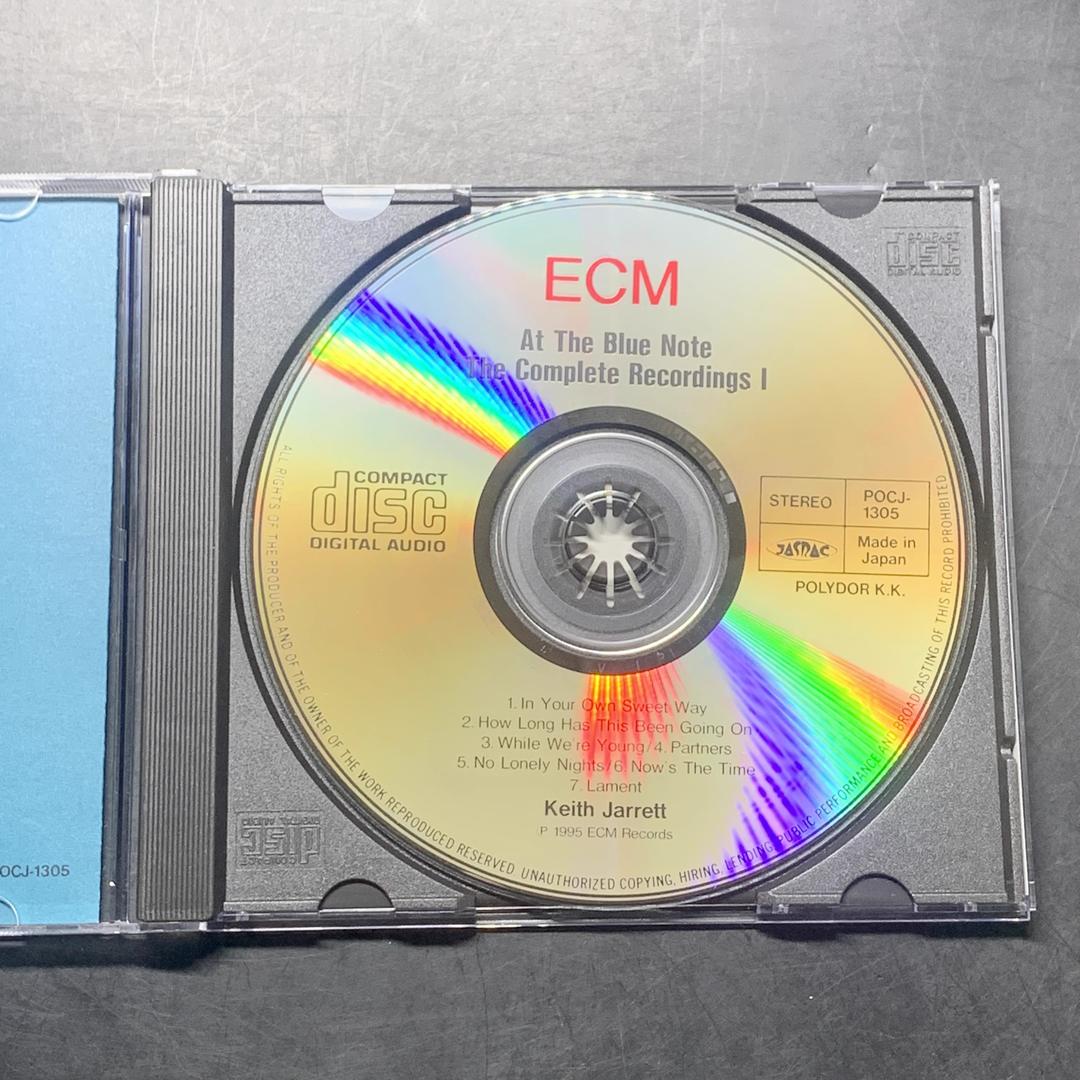 ECM
At The Blue Note
The Complete Recordings I
COMPACT
disc
DIGITAL AUDIO
STEREO
POCJ-
1305
JASRAC
Made in
Japan
POLYDOR K.K.
1. In Your Own Sweet Way
2. How Long Has This Been Going On
3. While We're Young/4. Partners
5. No Lonely Nights/6. Now's The Time
7. Lament
Keith Jarrett
P 1995 ECM Records
ALL RIGHTS OF THE PRODUCER AND OF THE OWNER OF THE WORK REPRODUCED RESERVED. UNAUTHORIZED COPYING, HIRING, LENDING, PUBLIC PERFORMANCE AND BROADCASTING OF THIS RECORD PROHIBITED
COMPACT
disc
DIGITAL AUDIO
COMPACT
disc
DIGITAL AUDIO
OCJ-1305